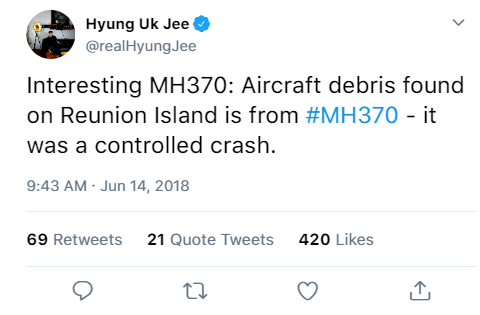 Hyung Uk Jee
@realHyungJee
Interesting MH370: Aircraft debris found
on Reunion Island is from #MH370 - it
was a controlled crash.
9:43 AM · Jun 14, 2018
69 Retweets 21 Quote Tweets 420 Likes